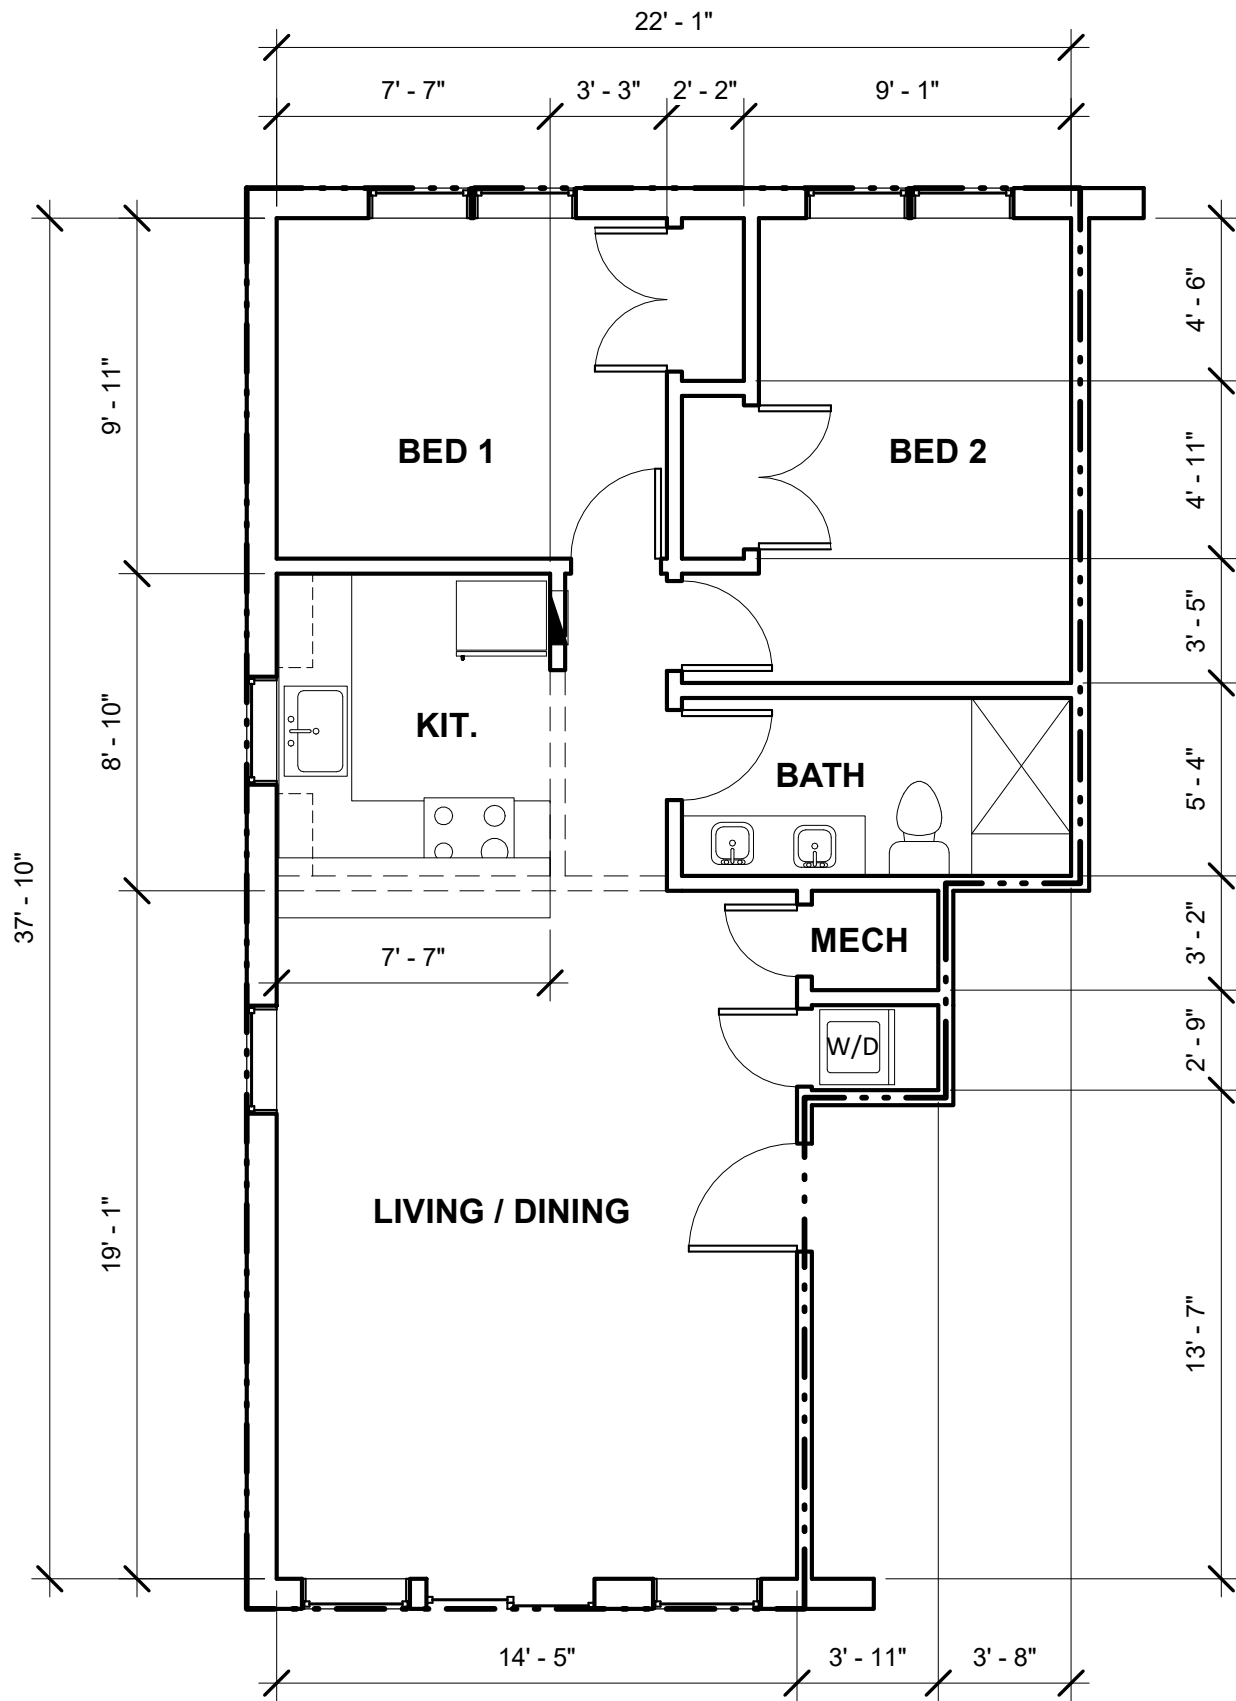 22' - 1"
7' - 7"
3' - 3"
2' - 2"
9' - 1"
4' - 6"
9' - 11"
BED 1
BED 2
4' - 11"
3' - 5"
KIT.
8' - 10"
BATH
5' - 4"
37' - 10"
7' - 7"
MECH
3' - 2"
W/D
2' - 9"
LIVING / DINING
19' - 1"
13' - 7"
14' - 5"
3' - 11"
3' - 8"